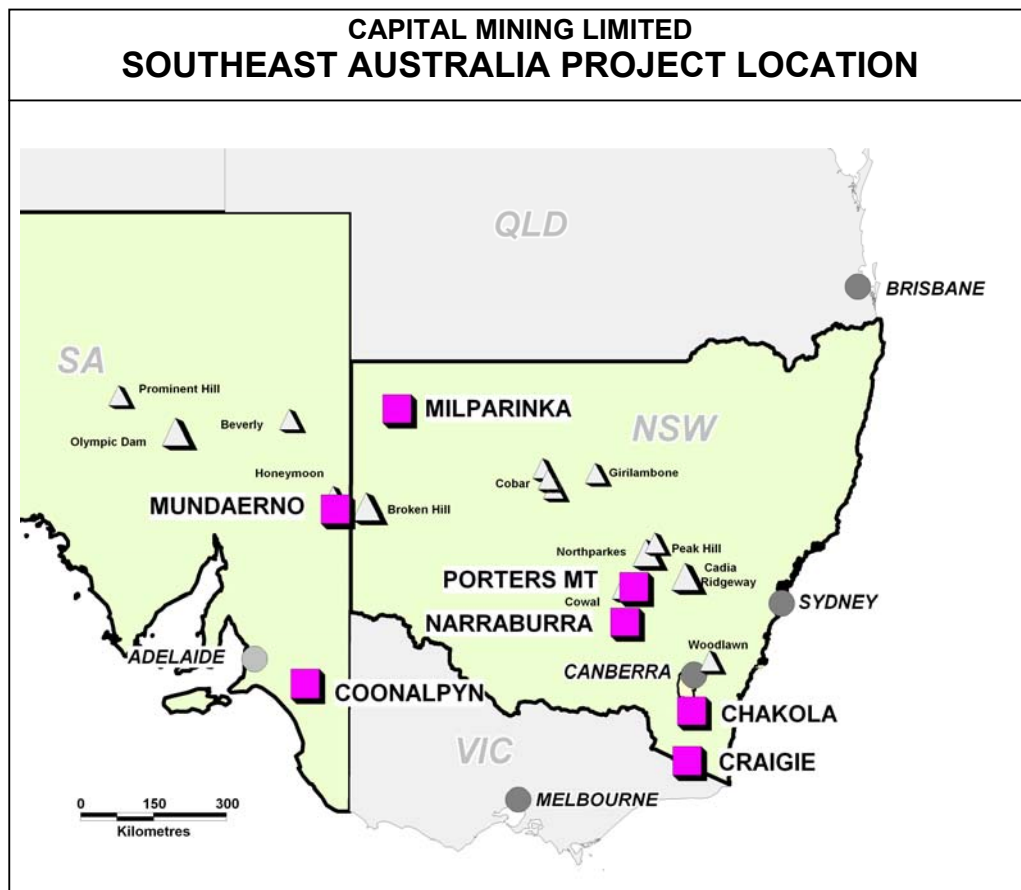 CAPITAL MINING LIMITED
SOUTHEAST AUSTRALIA PROJECT LOCATION
QLD
BRISBANE
SA
Prominent Hill
MILPARINKA
NSW
Olympic Dam
Beverly
Honeymoon
Cobar
Girilambone
MUNDAERNO
Broken Hill
Northparkes
Peak Hill
PORTERS MT
Cadia
Ridgeway
Cowal
SYDNEY
NARRABURRA
Woodlawn
ADELAIDE
CANBERRA
COONALPYN
CHAKOLA
VIC
CRAIGIE
MELBOURNE
0 150 300
Kilometres